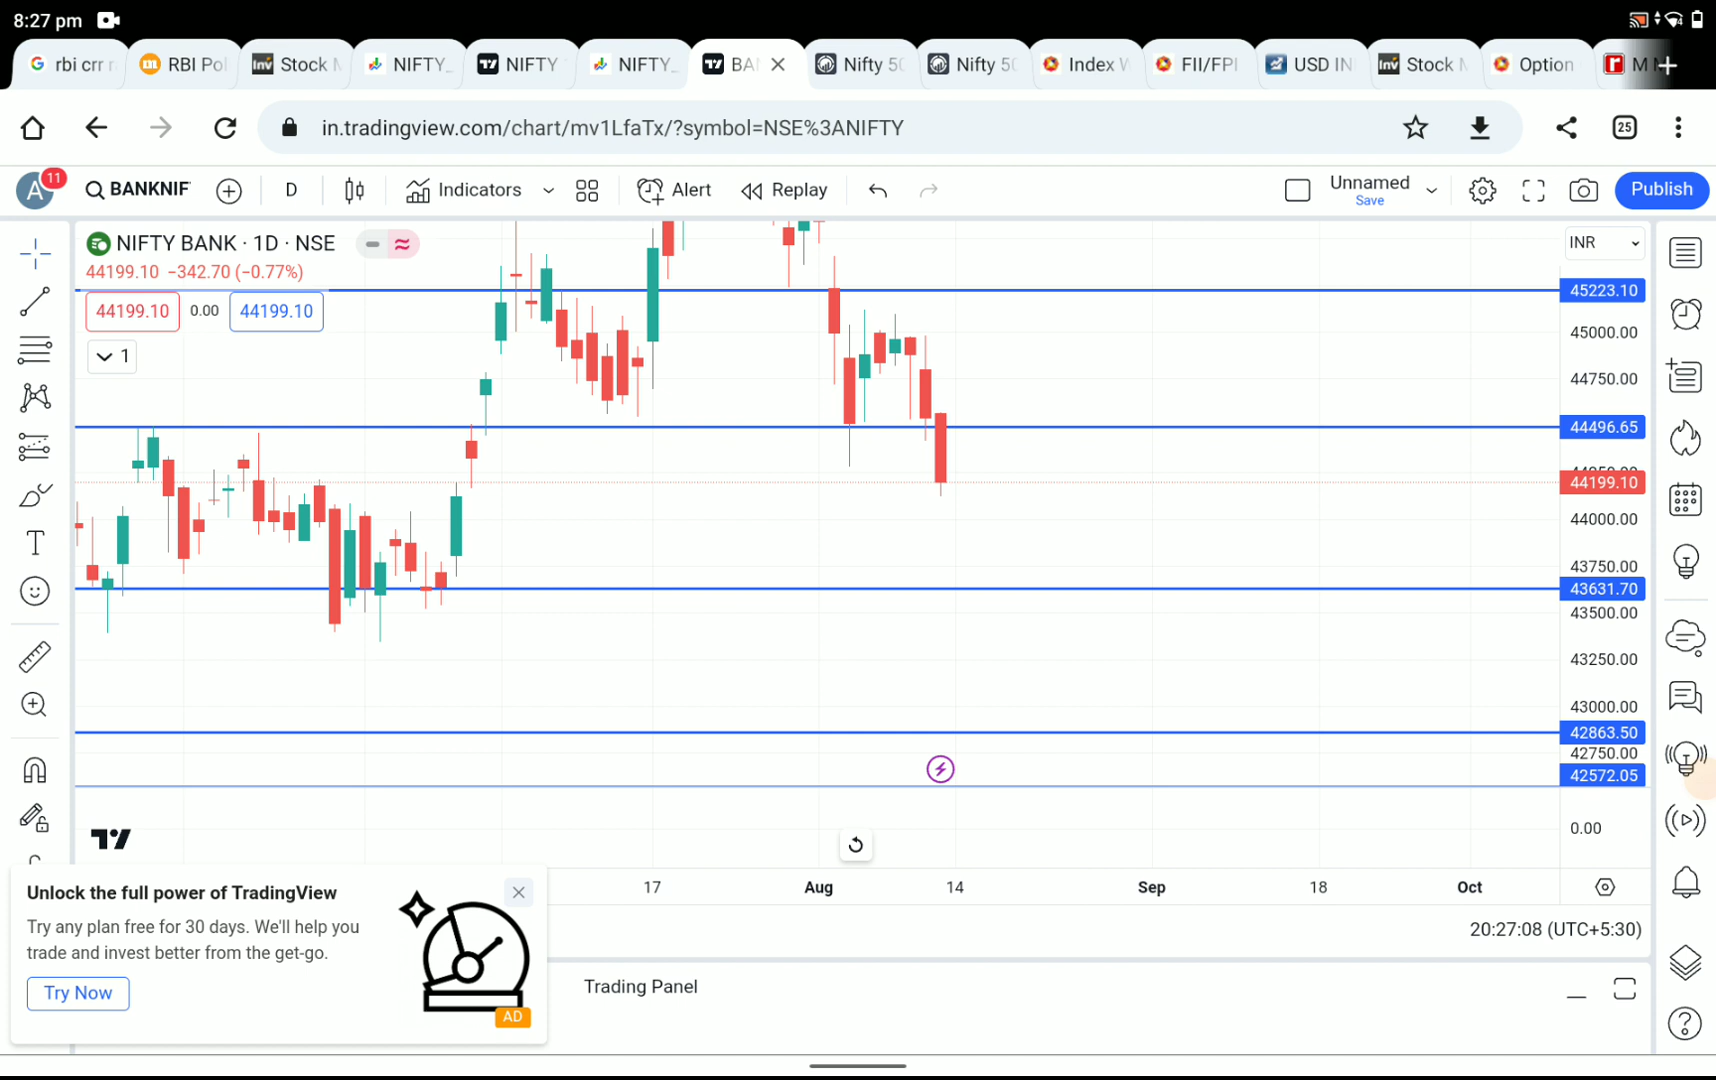 8:27 pm
rbi crr
RBI Pol
Stock M
NIFTY_
NIFTY
NIFTY_
BA
Nifty 50
Nifty 50
Index W
FII/FPI
USD IN
Stock M
Option
M M
in.tradingview.com/chart/mv1LfaTx/?symbol=NSE%3ANIFTY
25
A
11
BANKNIF
D
Indicators
Alert
Replay
Unnamed
Save
Publish
NIFTY BANK · 1D · NSE
INR
44199.10 −342.70 (−0.77%)
44199.10
0.00
44199.10
1
45223.10
45000.00
44750.00
44496.65
44199.10
44000.00
43750.00
43631.70
43500.00
43250.00
43000.00
42863.50
42750.00
42572.05
0.00
17
Aug
14
Sep
18
Oct
20:27:08 (UTC+5:30)
Unlock the full power of TradingView
Try any plan free for 30 days. We'll help you
trade and invest better from the get-go.
Try Now
AD
Trading Panel